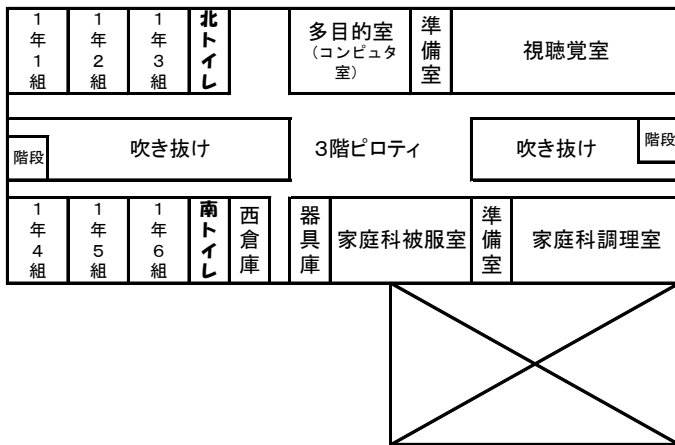 1年1組
1年2組
1年3組
北トイレ
多目的室
（コンピュタ
室）
準備室
視聴覚室
階段
吹き抜け
３階ピロティ
吹き抜け
階段
1年4組
1年5組
1年6組
南トイレ
西倉庫
器具庫
家庭科被服室
準備室
家庭科調理室